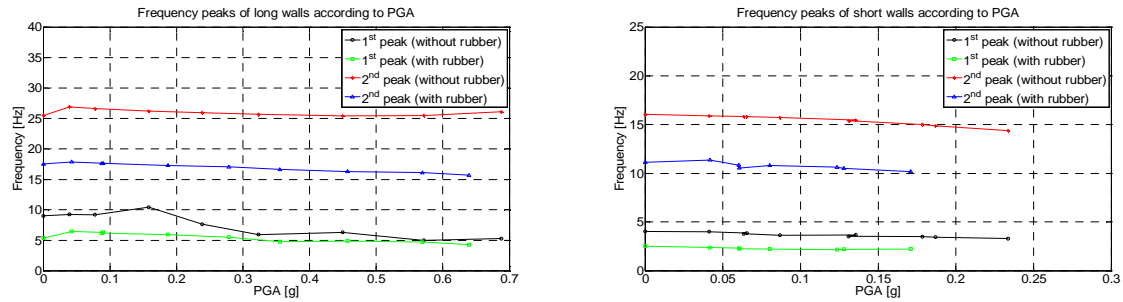 Frequency peaks of long walls according to PGA
40
35
30
25
20
15
10
5
0
Frequency [Hz]
1st peak (without rubber)
1st peak (with rubber)
2nd peak (without rubber)
2nd peak (with rubber)
0 0.1 0.2 0.3 0.4 0.5 0.6 0.7
PGA [g]
Frequency peaks of short walls according to PGA
25
20
15
10
5
0
Frequency [Hz]
1st peak (without rubber)
1st peak (with rubber)
2nd peak (without rubber)
2nd peak (with rubber)
0 0.05 0.1 0.15 0.2 0.25 0.3
PGA [g]